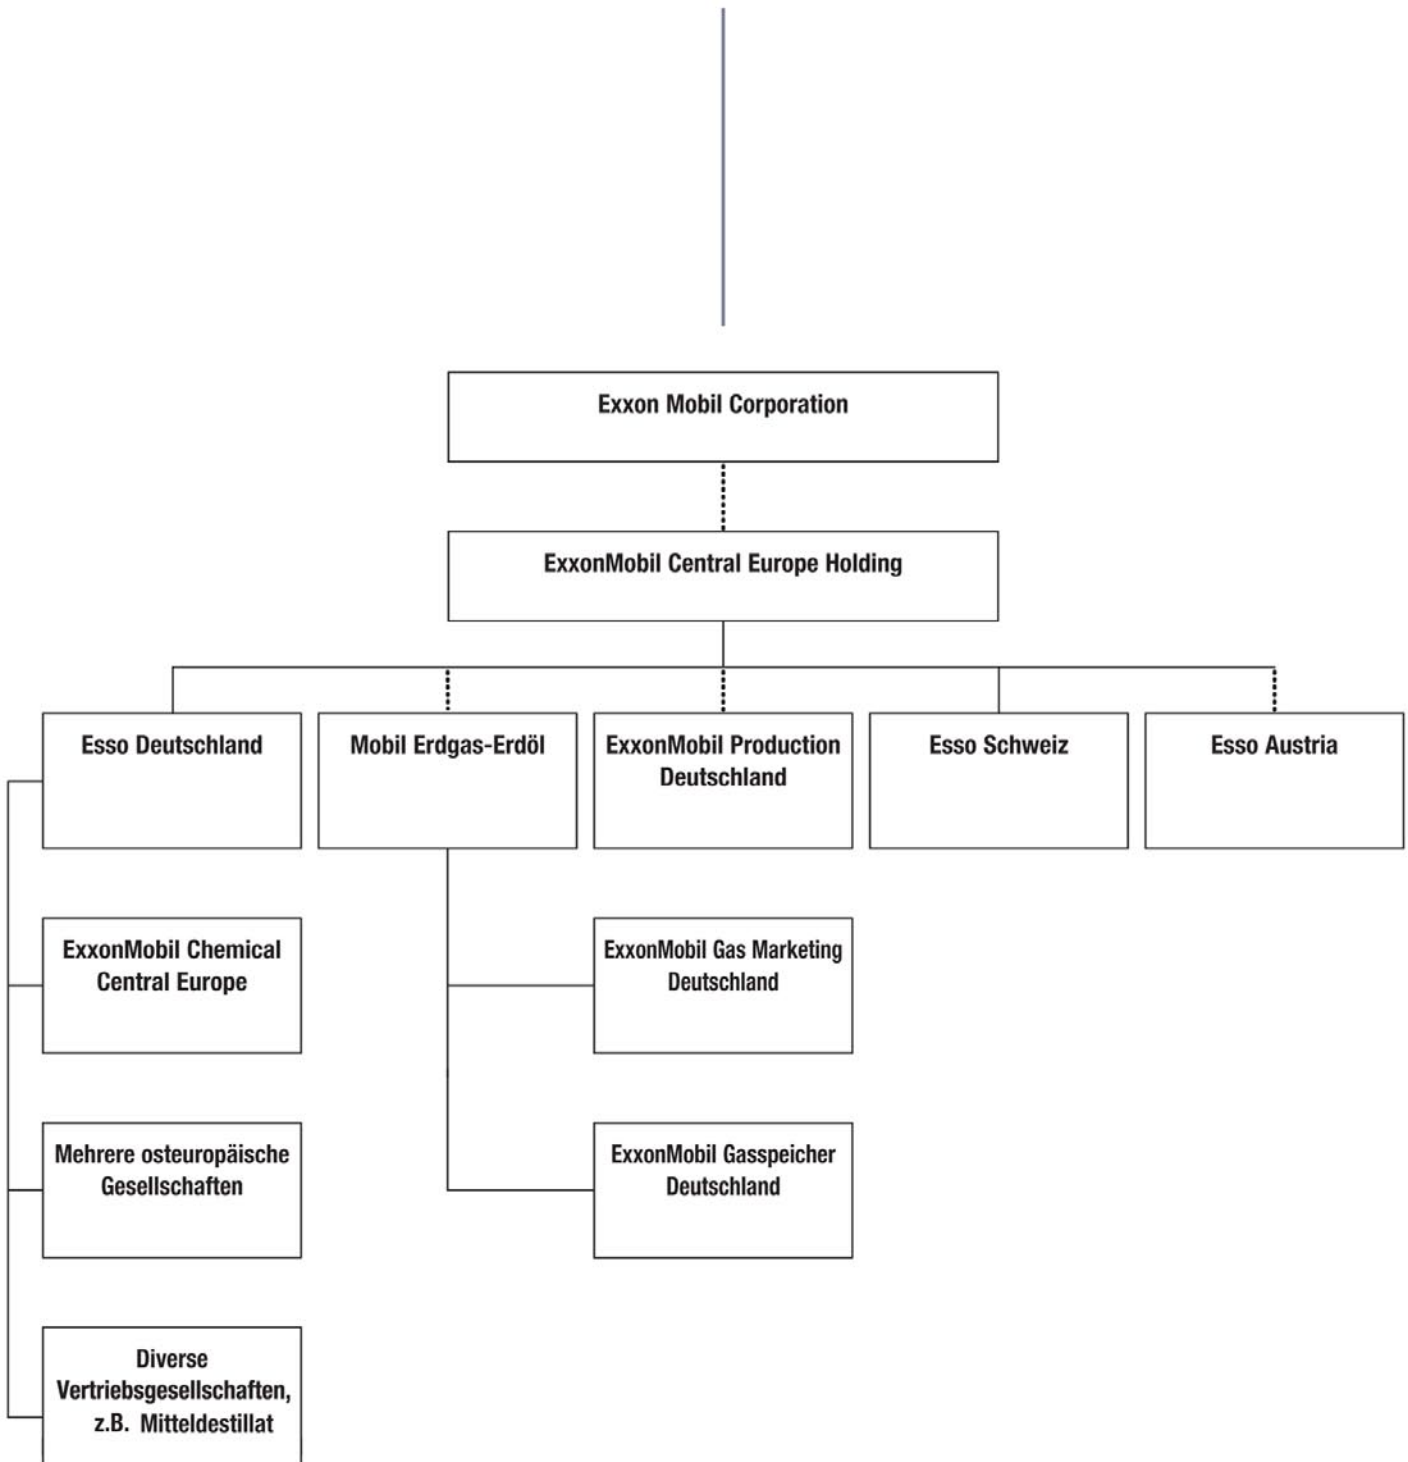 Exxon Mobil Corporation
ExxonMobil Central Europe Holding
Esso Deutschland
Mobil Erdgas-Erdöl
ExxonMobil Production
Deutschland
Esso Schweiz
Esso Austria
ExxonMobil Chemical
Central Europe
ExxonMobil Gas Marketing
Deutschland
Mehrere osteuropäische
Gesellschaften
ExxonMobil Gasspeicher
Deutschland
Diverse
Vertriebsgesellschaften,
z.B. Mitteldestillat